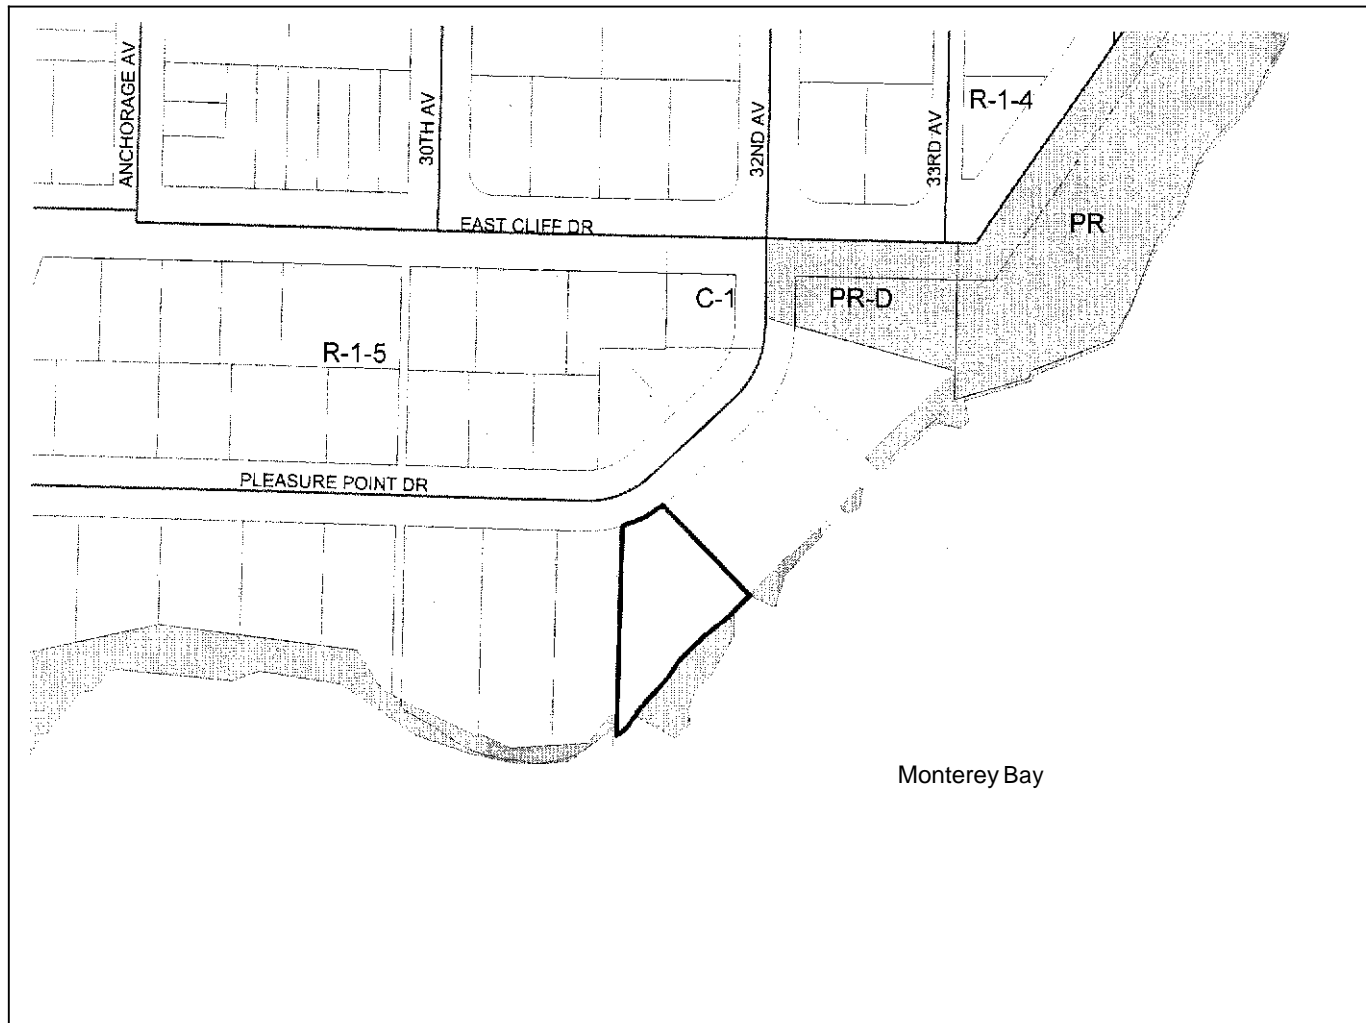 ANCHORAGE AV
30TH AV
32ND AV
33RD AV
R-1-4
EAST CLIFF DR
PR
C-1
PR-D
R-1-5
PLEASURE POINT DR
Monterey Bay